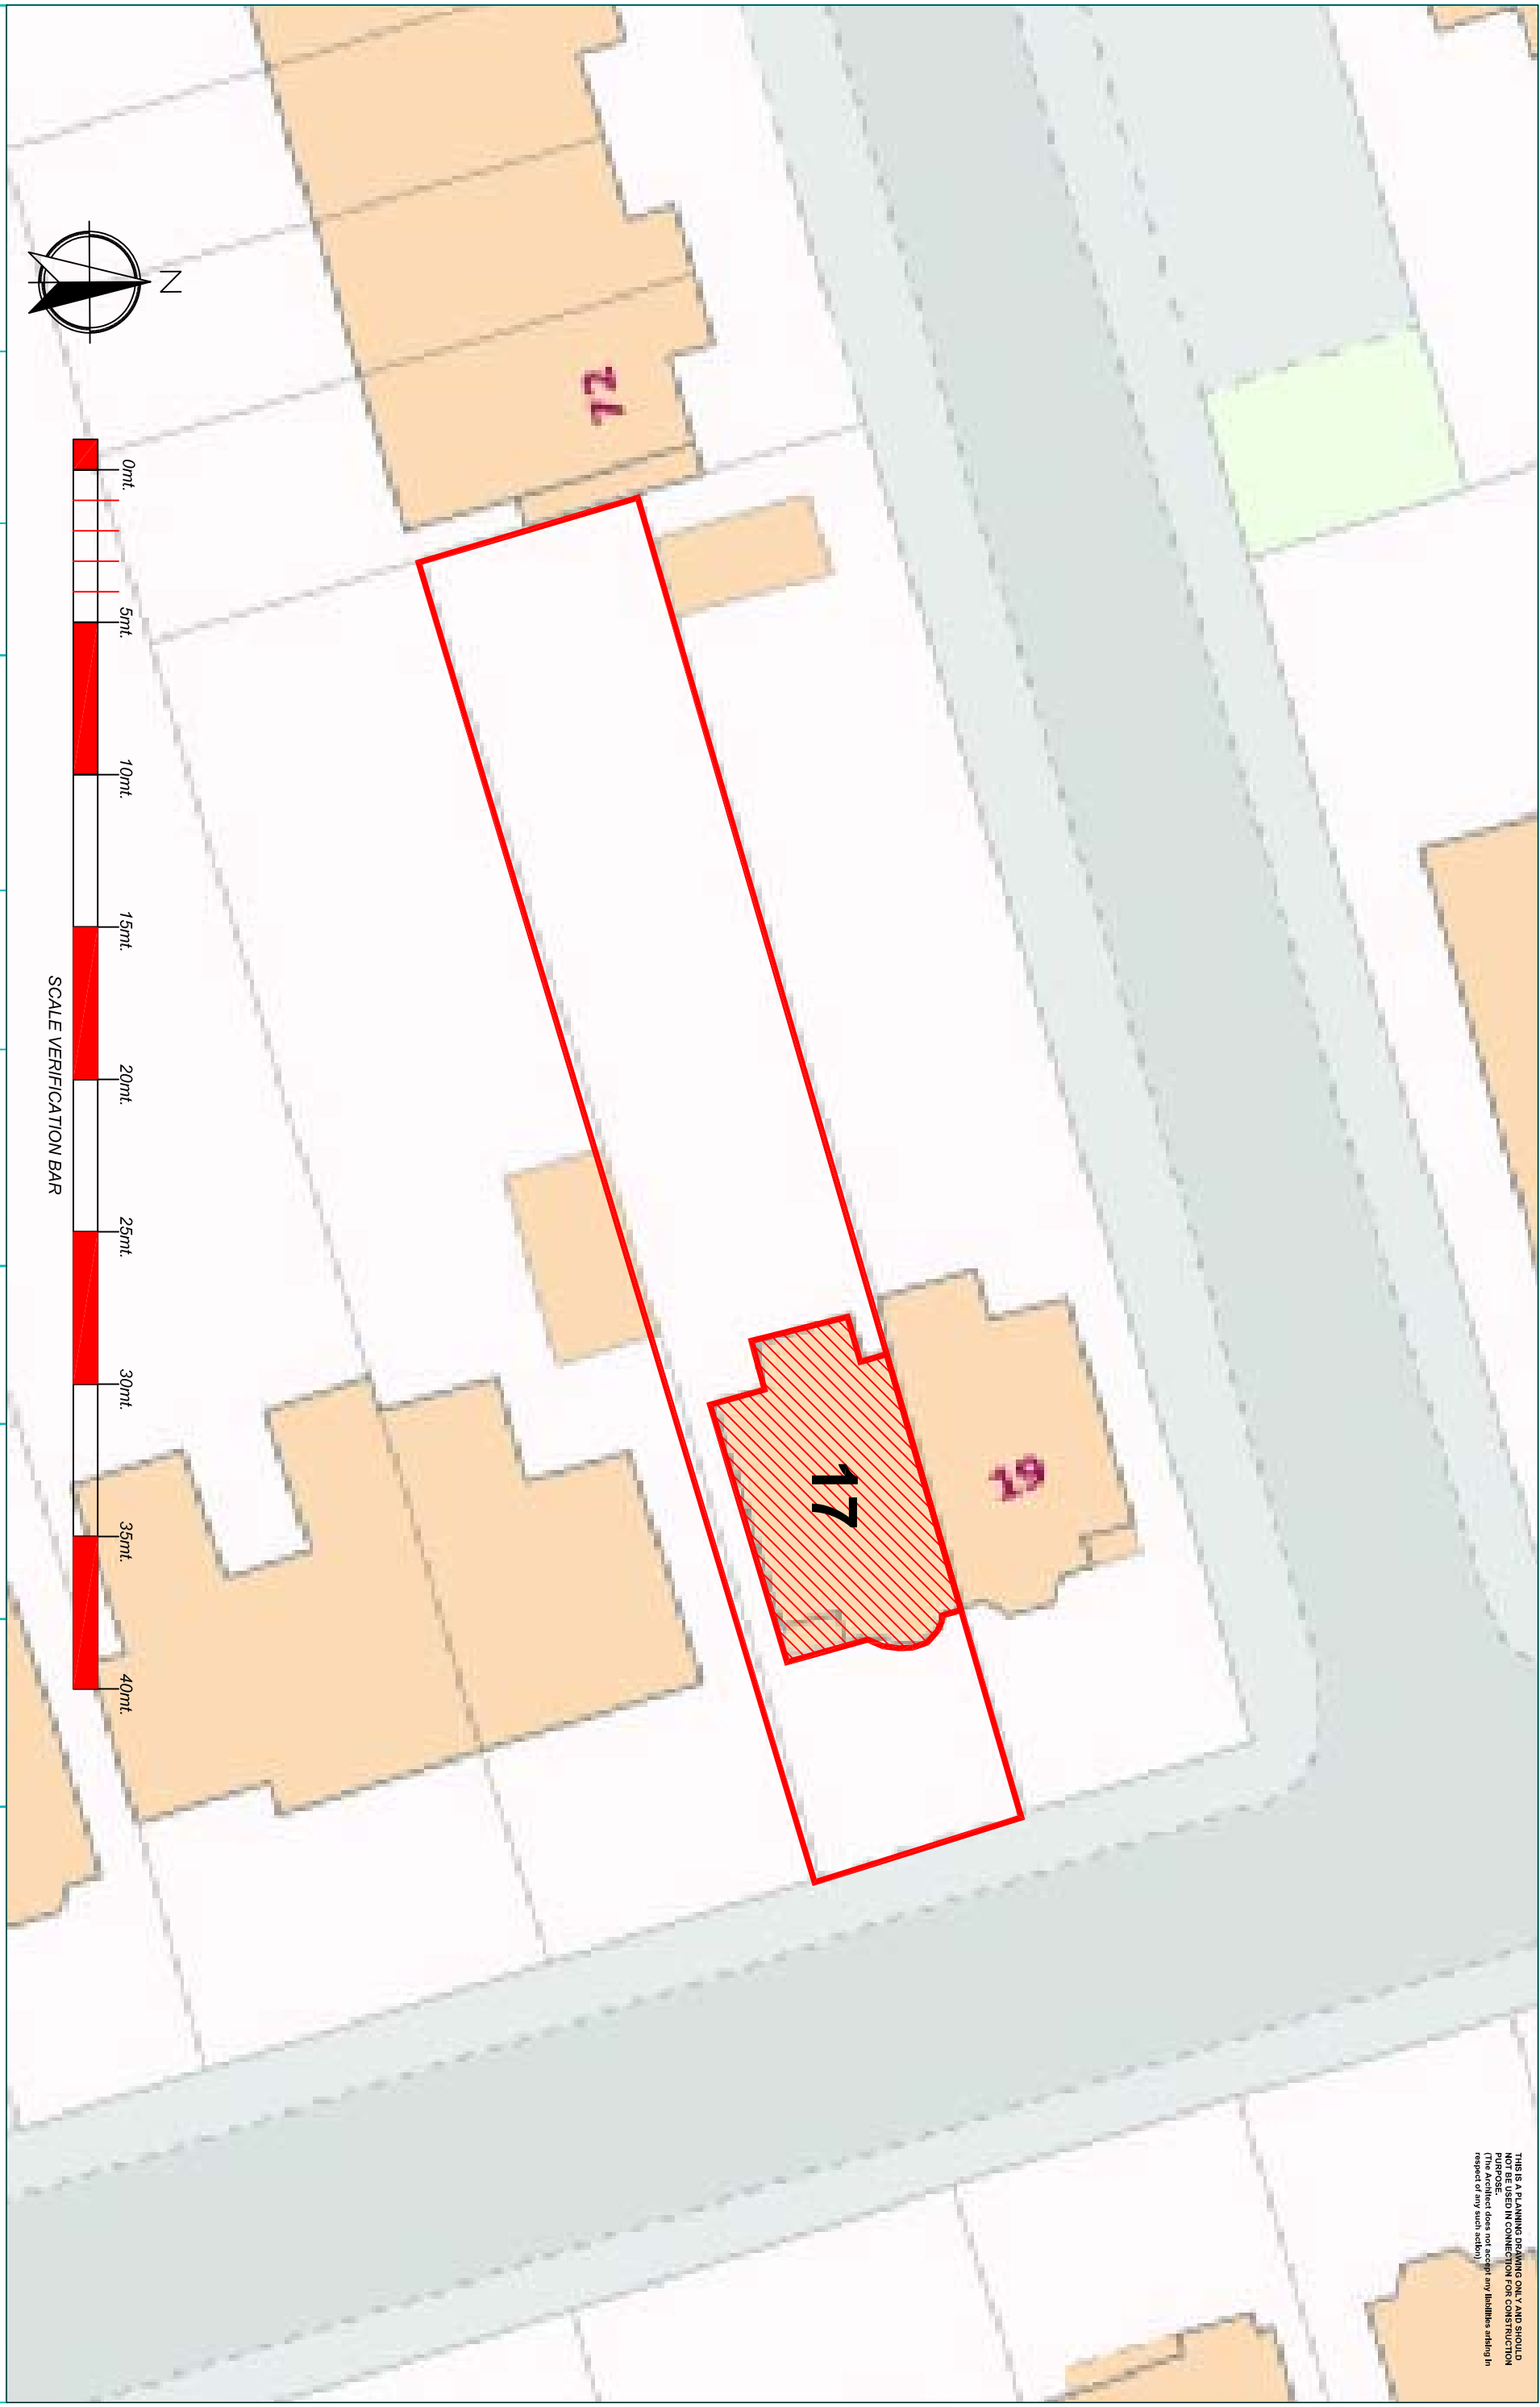 THIS IS A PLANNING DRAWING ONLY AND SHOULD
NOT BE USED IN CONNECTION FOR CONSTRUCTION
PURPOSE.
(The Architect does not accept any liabilities arising in
respect of any such action)
N
72
19
17
0mt.
5mt.
10mt.
15mt.
20mt.
25mt.
30mt.
35mt.
40mt.
SCALE VERIFICATION BAR